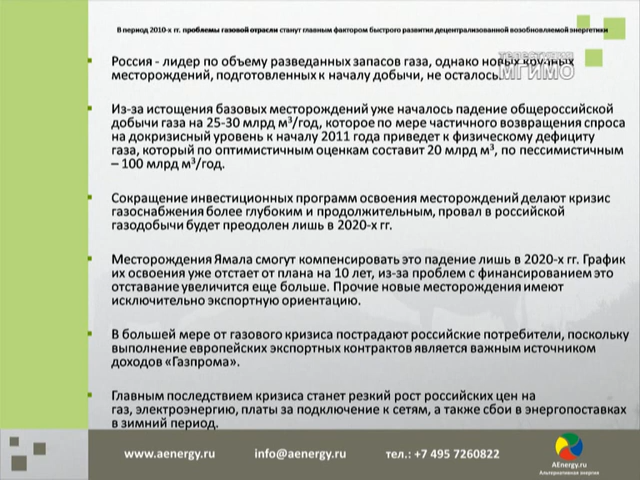 В период 2010-х гг. проблемы газовой отрасли станут главным фактором быстрого развития децентрализованной возобновляемой энергетики
Россия - лидер по объему разведанных запасов газа, однако новых крупных
месторождений, подготовленных к началу добычи, не осталось.
телестудия
МГИМО
Из-за истощения базовых месторождений уже началось падение общероссийской
добычи газа на 25-30 млрд м³/год, которое по мере частичного возвращения спроса
на докризисный уровень к началу 2011 года приведет к физическому дефициту
газа, который по оптимистичным оценкам составит 20 млрд м³, по пессимистичным
– 100 млрд м³/год.
Сокращение инвестиционных программ освоения месторождений делают кризис
газоснабжения более глубоким и продолжительным, провал в российской
газодобычи будет преодолен лишь в 2020-х гг.
Месторождения Ямала смогут компенсировать это падение лишь в 2020-х гг. График
их освоения уже отстает от плана на 10 лет, из-за проблем с финансированием это
отставание увеличится еще больше. Прочие новые месторождения имеют
исключительно экспортную ориентацию.
В большей мере от газового кризиса пострадают российские потребители, поскольку
выполнение европейских экспортных контрактов является важным источником
доходов «Газпрома».
Главным последствием кризиса станет резкий рост российских цен на
газ, электроэнергию, платы за подключение к сетям, а также сбои в энергопоставках
в зимний период.
www.aenergy.ru info@aenergy.ru тел.: +7 495 7260822
AEnergy.ru
Альтернативная энергия